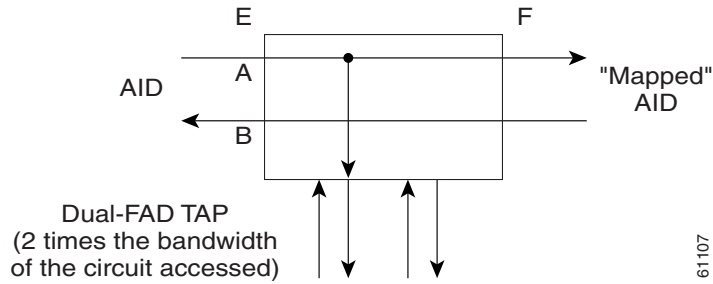 E
F
A
AID
"Mapped"
AID
B
Dual-FAD TAP
(2 times the bandwidth
of the circuit accessed)
61107